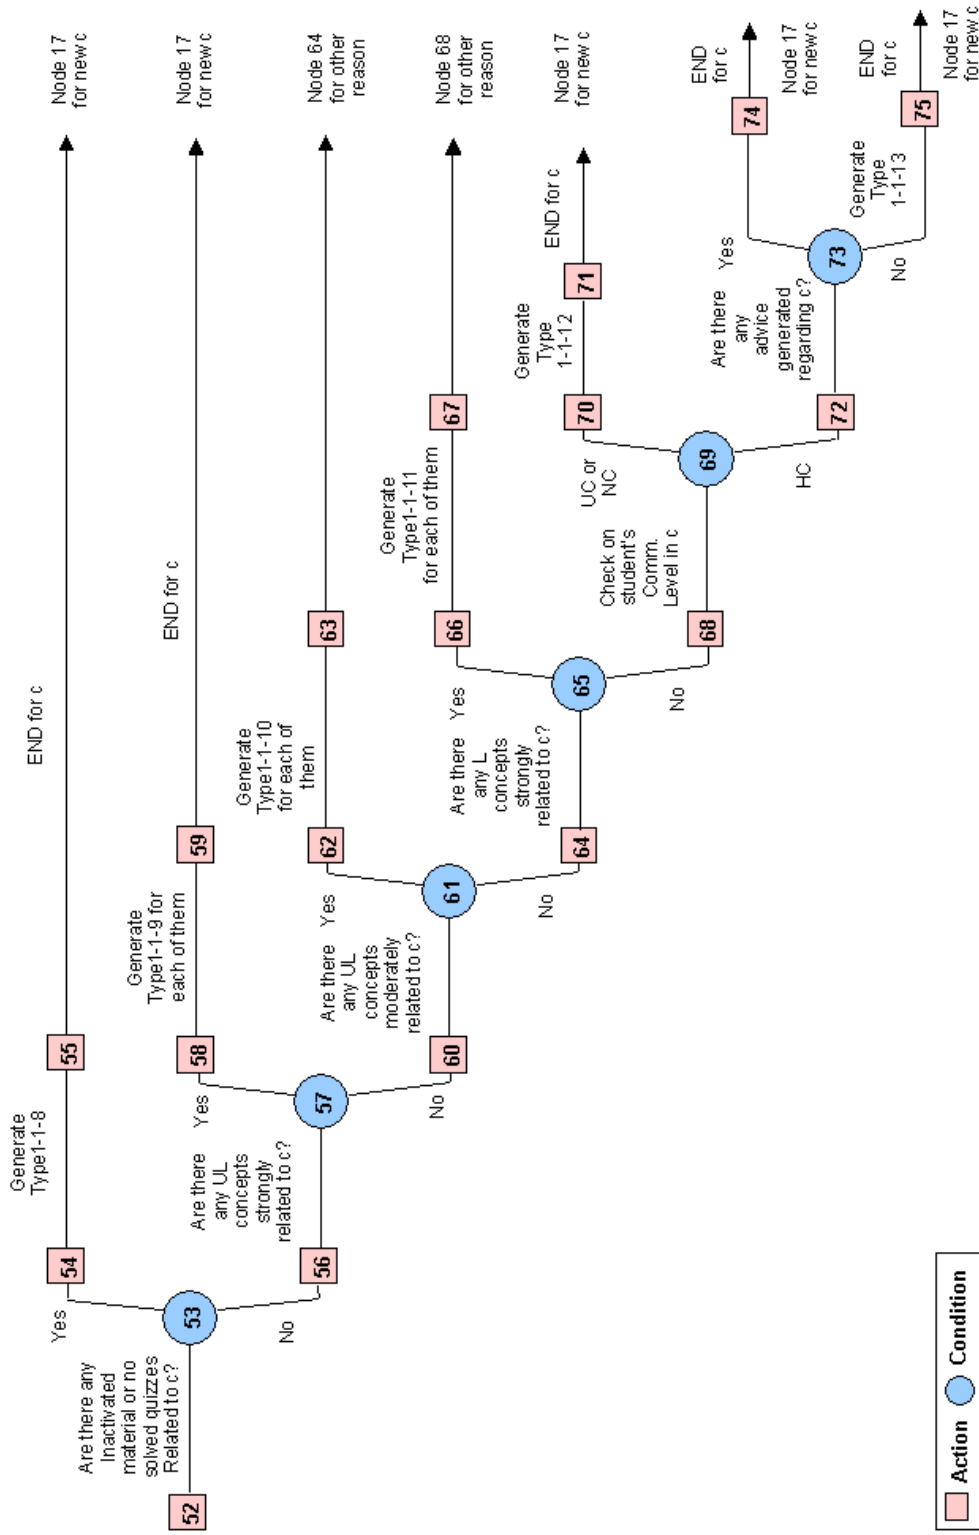 Are there any
Inactivated
material or no
solved quizzes
Related to c?
52
53
Yes
No
Generate
Type1-1-8
54
55
END for c
Node 17
for new c
56
Are there
any UL
concepts
strongly
related to c?
57
Yes
No
Generate
Type1-1-9 for
each of them
58
59
END for c
Node 17
for new c
60
Are there
any UL
concepts
moderately
related to c?
61
Yes
No
Generate
Type1-1-10
for each of
them
62
63
Node 64
for other
reason
64
Are there
any L
concepts
strongly
related to c?
65
Yes
No
Generate
Type1-1-11
for each of them
66
67
Node 68
for other
reason
68
Check on
student's
Comm.
Level in c
69
UC or
NC
HC
Generate
Type
1-1-12
70
71
END for c
Node 17
for new c
72
Are there
any
advice
generated
regarding c?
73
Yes
No
74
END
for c
Node 17
for new c
Generate
Type
1-1-13
75
END
for c
Node 17
for new c
Action
Condition